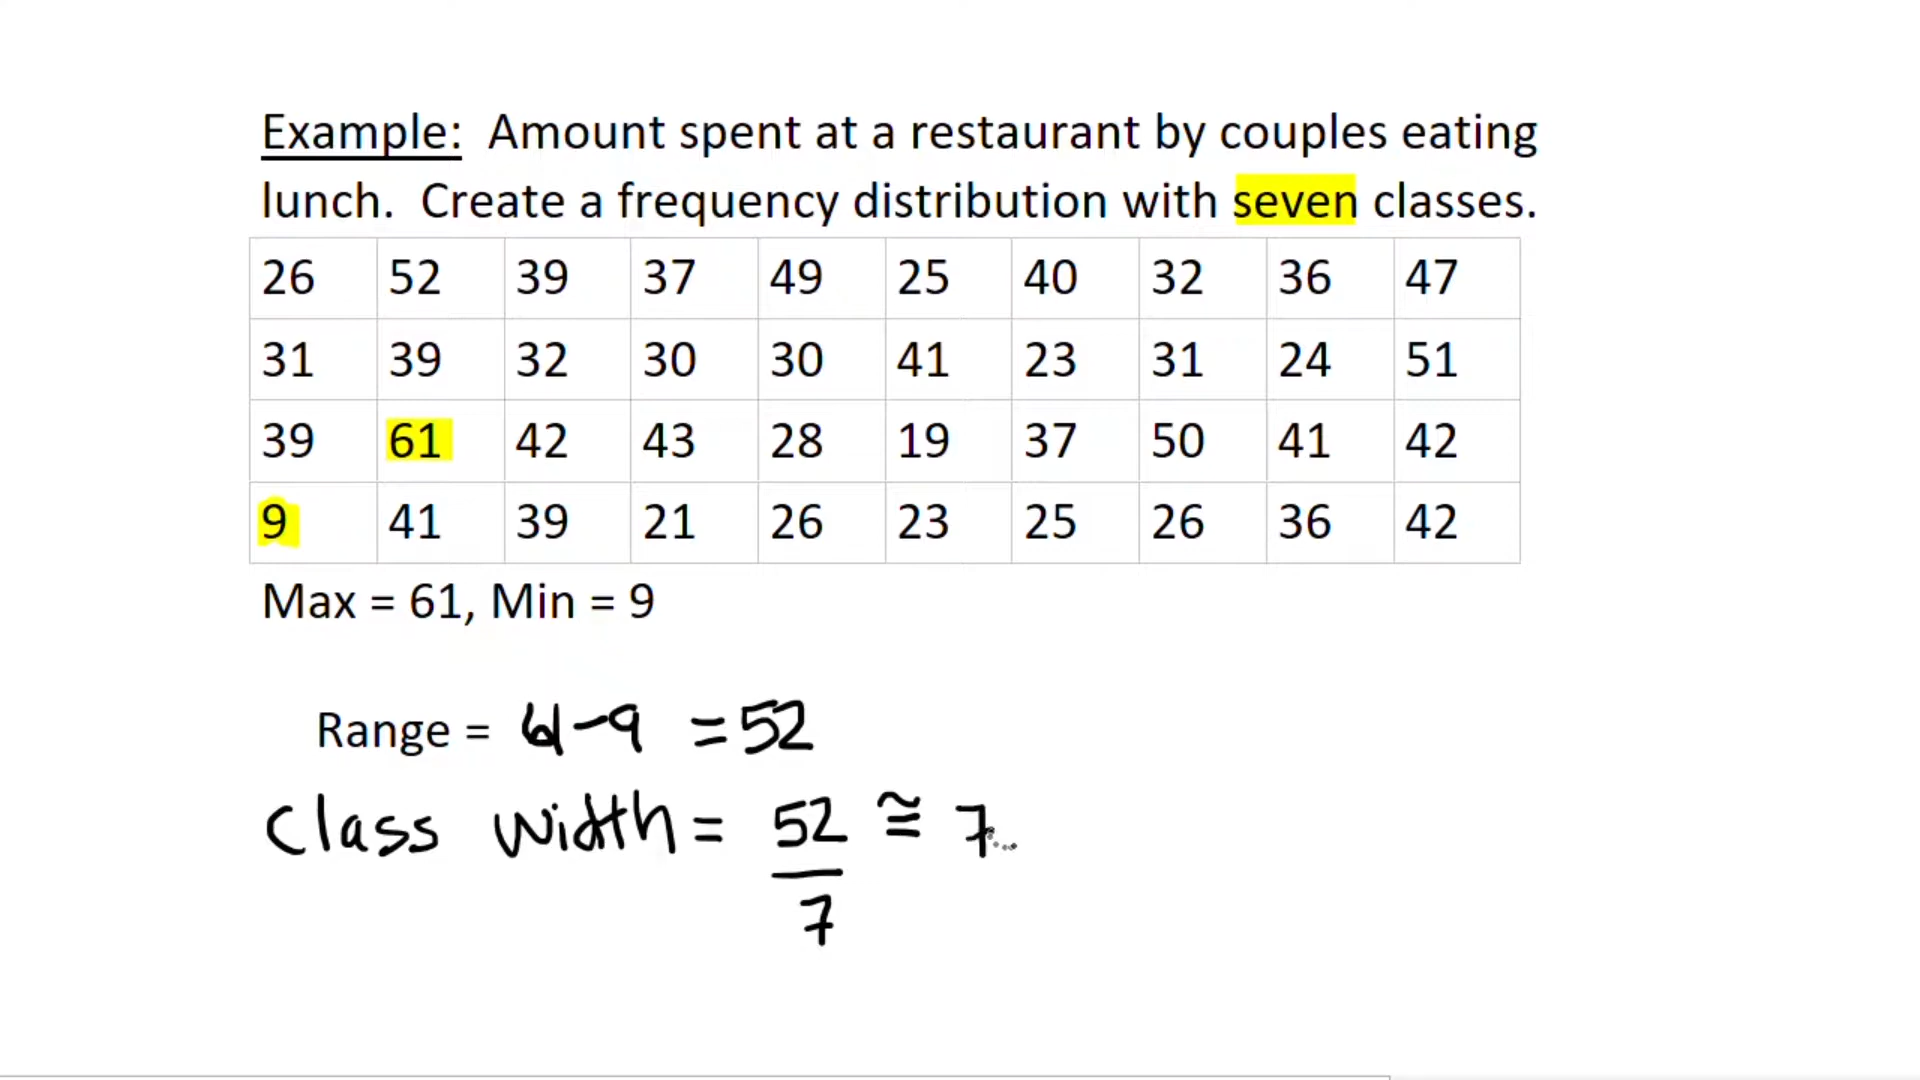 Example: Amount spent at a restaurant by couples eating
lunch. Create a frequency distribution with seven classes.
26 52 39 37 49 25 40 32 36 47
31 39 32 30 30 41 23 31 24 51
39 61 42 43 28 19 37 50 41 42
9 41 39 21 26 23 25 26 36 42
Max = 61, Min = 9
Range = 61-9 = 52
Class width = 52/7 ≅ 7